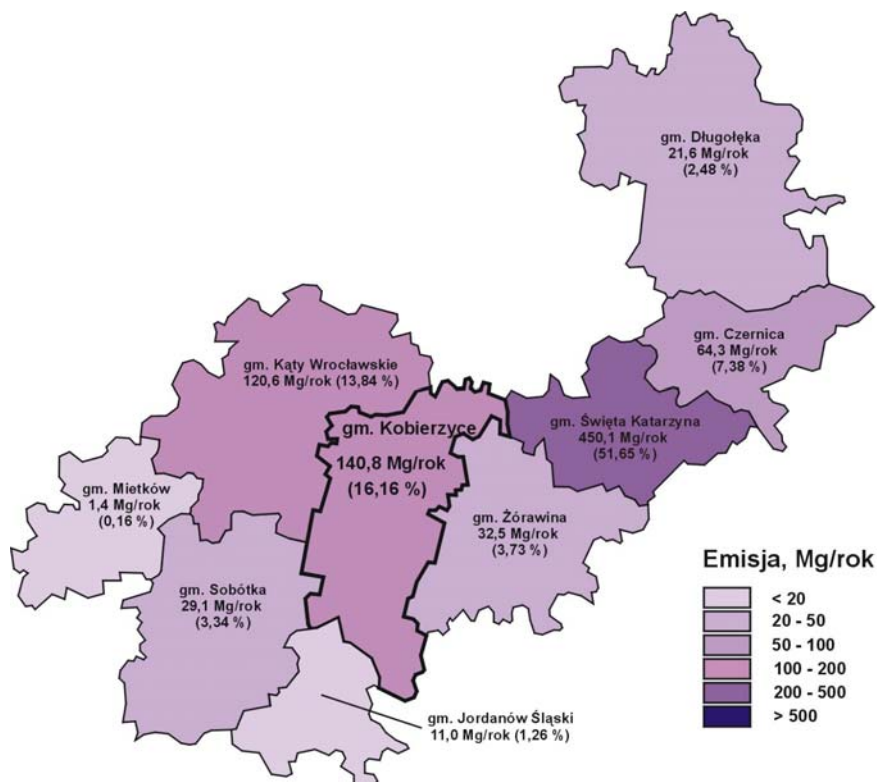 gm. Długołęka
21,6 Mg/rok
(2,48 %)
gm. Czernica
64,3 Mg/rok
(7,38 %)
gm. Kąty Wrocławskie
120,6 Mg/rok (13,84 %)
gm. Kobierzyce
140,8 Mg/rok
(16,16 %)
gm. Święta Katarzyna
450,1 Mg/rok
(51,65 %)
gm. Mietków
1,4 Mg/rok
(0,16 %)
gm. Żórawina
32,5 Mg/rok
(3,73 %)
gm. Sobótka
29,1 Mg/rok
(3,34 %)
gm. Jordanów Śląski
11,0 Mg/rok (1,26 %)
Emisja, Mg/rok
< 20
20 - 50
50 - 100
100 - 200
200 - 500
> 500